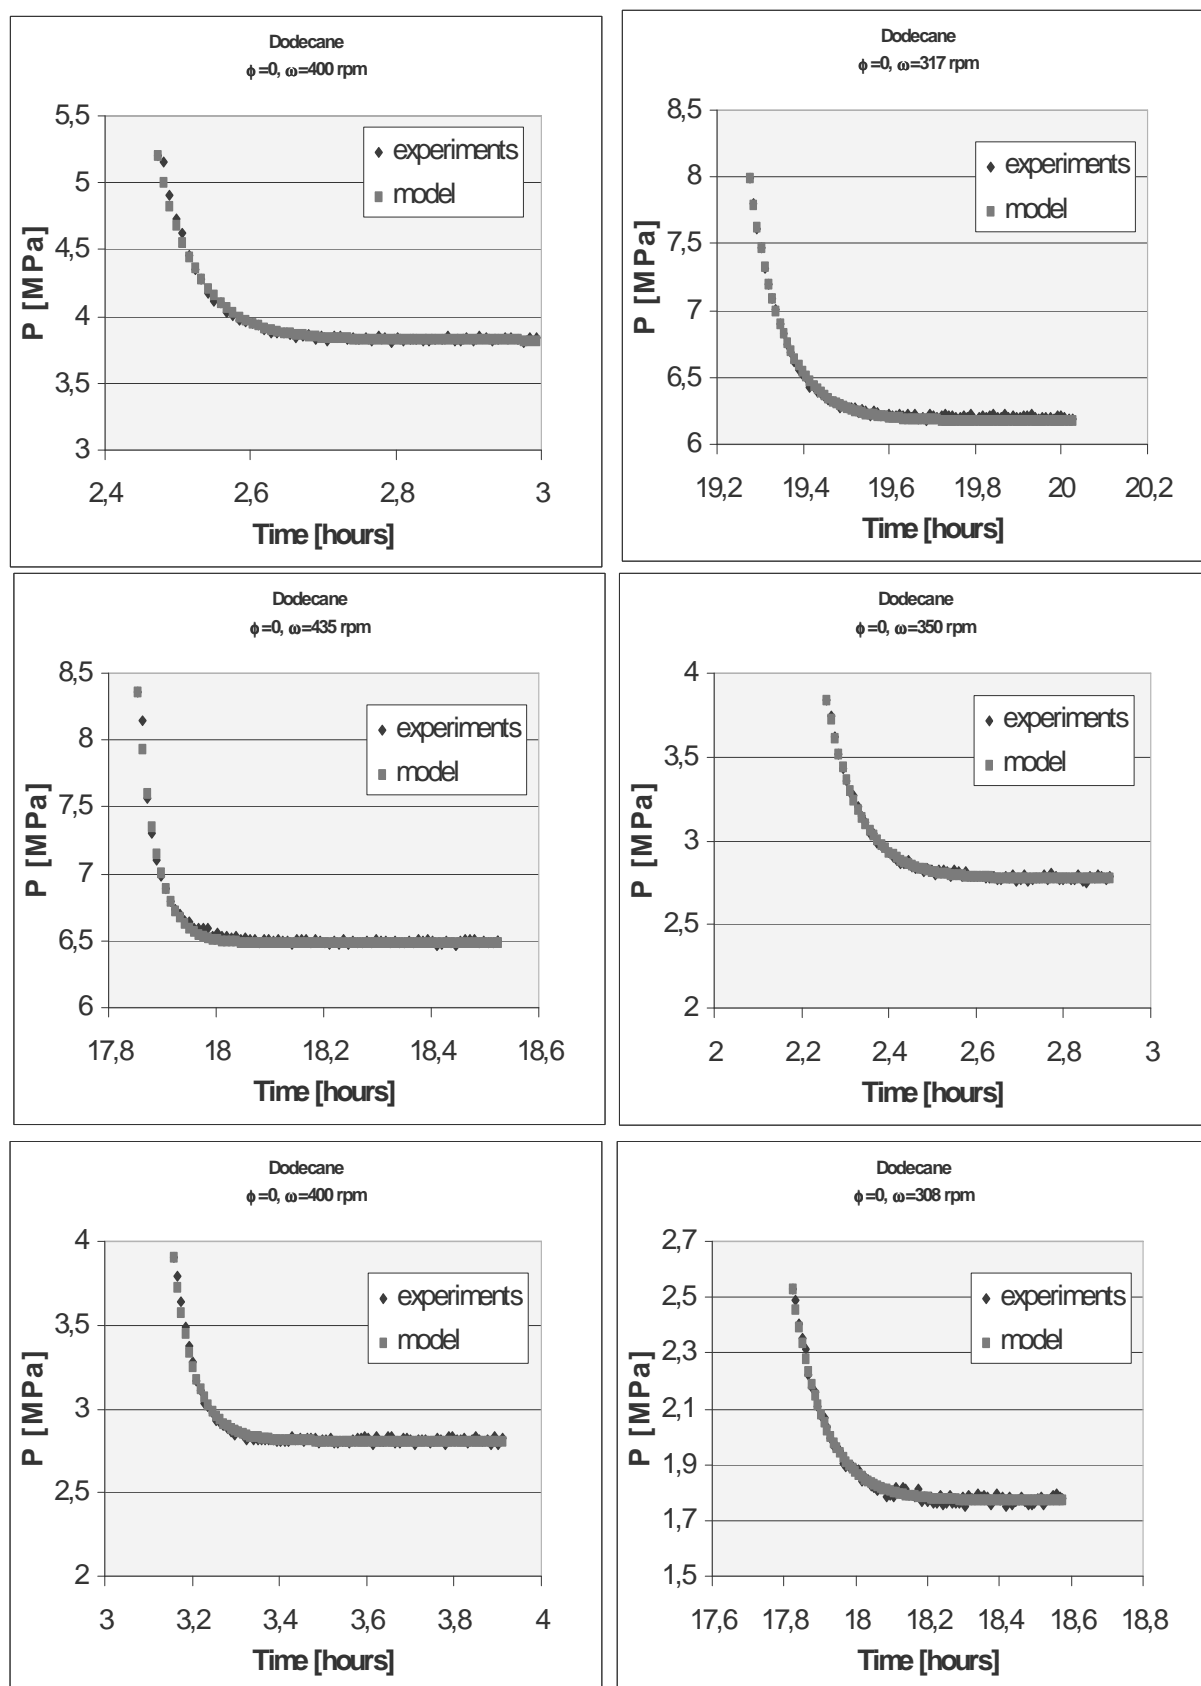 Dodecane
ϕ=0, ω=400 rpm
5,5
5
4,5
4
3,5
3
P [MPa]
experiments
model
2,4 2,6 2,8 3
Time [hours]
Dodecane
ϕ=0, ω=317 rpm
8,5
8
7,5
7
6,5
6
P [MPa]
experiments
model
19,2 19,4 19,6 19,8 20 20,2
Time [hours]
Dodecane
ϕ=0, ω=435 rpm
8,5
8
7,5
7
6,5
6
P [MPa]
experiments
model
17,8 18 18,2 18,4 18,6
Time [hours]
Dodecane
ϕ=0, ω=350 rpm
4
3,5
3
2,5
2
P [MPa]
experiments
model
2 2,2 2,4 2,6 2,8 3
Time [hours]
Dodecane
ϕ=0, ω=400 rpm
4
3,5
3
2,5
2
P [MPa]
experiments
model
3 3,2 3,4 3,6 3,8 4
Time [hours]
Dodecane
ϕ=0, ω=308 rpm
2,7
2,5
2,3
2,1
1,9
1,7
1,5
P [MPa]
experiments
model
17,6 17,8 18 18,2 18,4 18,6 18,8
Time [hours]